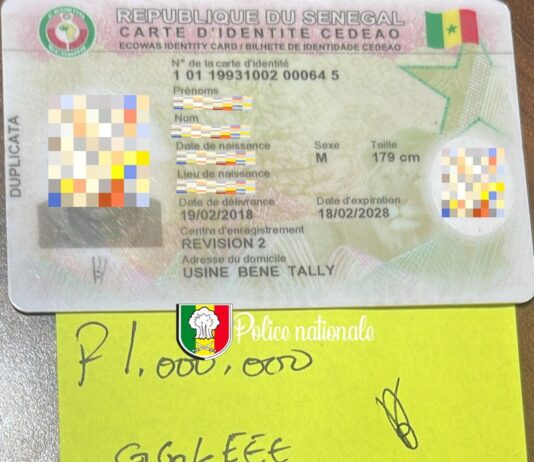 REPUBLIQUE DU SENEGAL
CARTE D'IDENTITE CEDEAO
ECOWAS IDENTITY CARD / BILHETE DE IDENTIDADE CEDEAO
N° de la carte d'identité
1 01 19931002 00064 5
Prénoms
Nom
Date de naissance Sexe Taille
M 179 cm
Lieu de naissance
Date de délivrance Date d'expiration
19/02/2018 18/02/2028
Centre d'enregistrement
REVISION 2
Adresse du domicile
USINE BENE TALLY
DUPLICATA
Police nationale
P 1.000.000